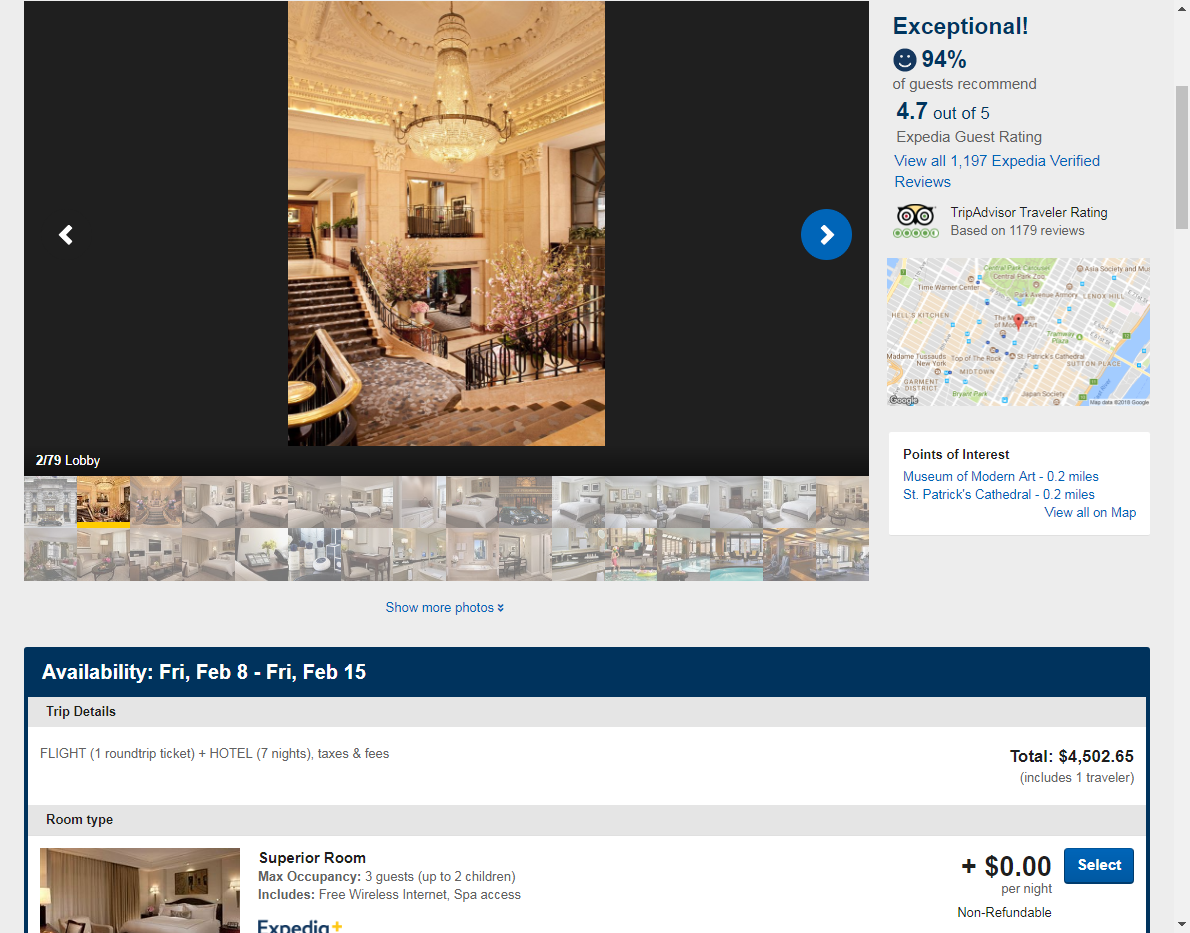 Exceptional!
94%
of guests recommend
4.7 out of 5
Expedia Guest Rating
View all 1,197 Expedia Verified
Reviews
TripAdvisor Traveler Rating
Based on 1179 reviews
Central Park Carousel
Central Park Zoo
Asia Society and Mus
Time Warner Center
Park Avenue Armory
LENOX HILL
HELL'S KITCHEN
The Museum
of Modern Art
Tramway
Plaza
Madame Tussauds
New York
Top of The Rock
St. Patrick's Cathedral
SUTTON PLACE
MIDTOWN
GARMENT
DISTRICT
Bryant Park
Japan Society
Google
Map data ©2018 Google
2/79 Lobby
Points of Interest
Museum of Modern Art - 0.2 miles
St. Patrick's Cathedral - 0.2 miles
View all on Map
Show more photos
Availability: Fri, Feb 8 - Fri, Feb 15
Trip Details
FLIGHT (1 roundtrip ticket) + HOTEL (7 nights), taxes & fees
Total: $4,502.65
(includes 1 traveler)
Room type
Superior Room
Max Occupancy: 3 guests (up to 2 children)
Includes: Free Wireless Internet, Spa access
Expedia+
+ $0.00
per night
Non-Refundable
Select